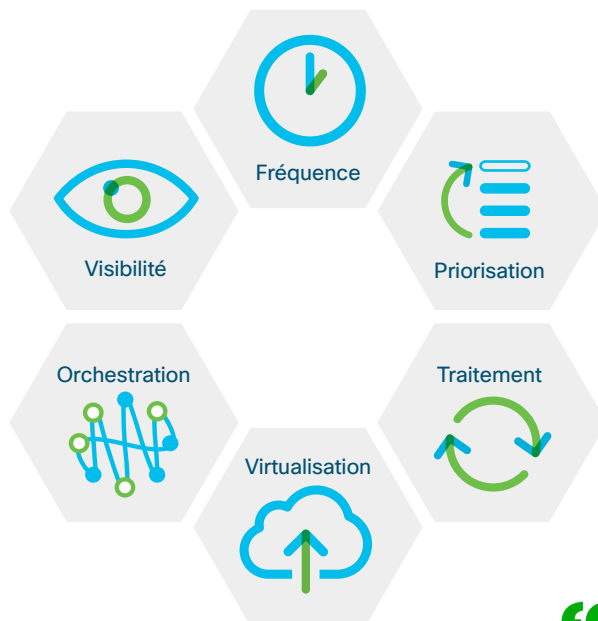 Fréquence
Visibilité
Priorisation
Orchestration
Traitement
Virtualisation
“